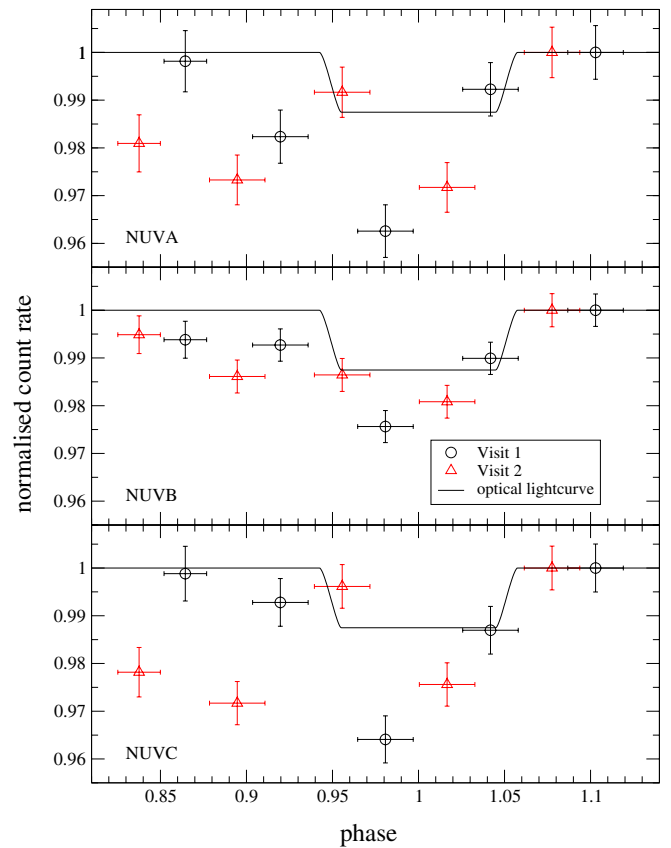 1
0.99
0.98
0.97
0.96
NUVA
1
0.99
0.98
0.97
0.96
NUVB
Visit 1
Visit 2
optical lightcurve
normalised count rate
1
0.99
0.98
0.97
0.96
NUVC
0.85 0.9 0.95 1 1.05 1.1
phase